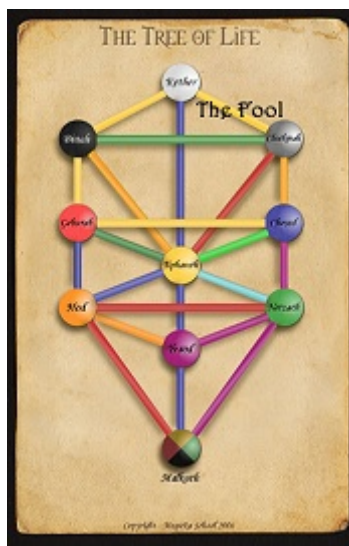 The Tree of Life
Kether
The Fool
Binah
Chokmah
Geburah
Chesed
Tiphareth
Hod
Netzach
Yesod
Malkuth